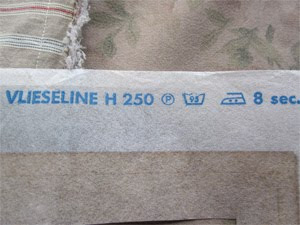 VLIESELINE H 250 Ⓟ 95 8 sec.